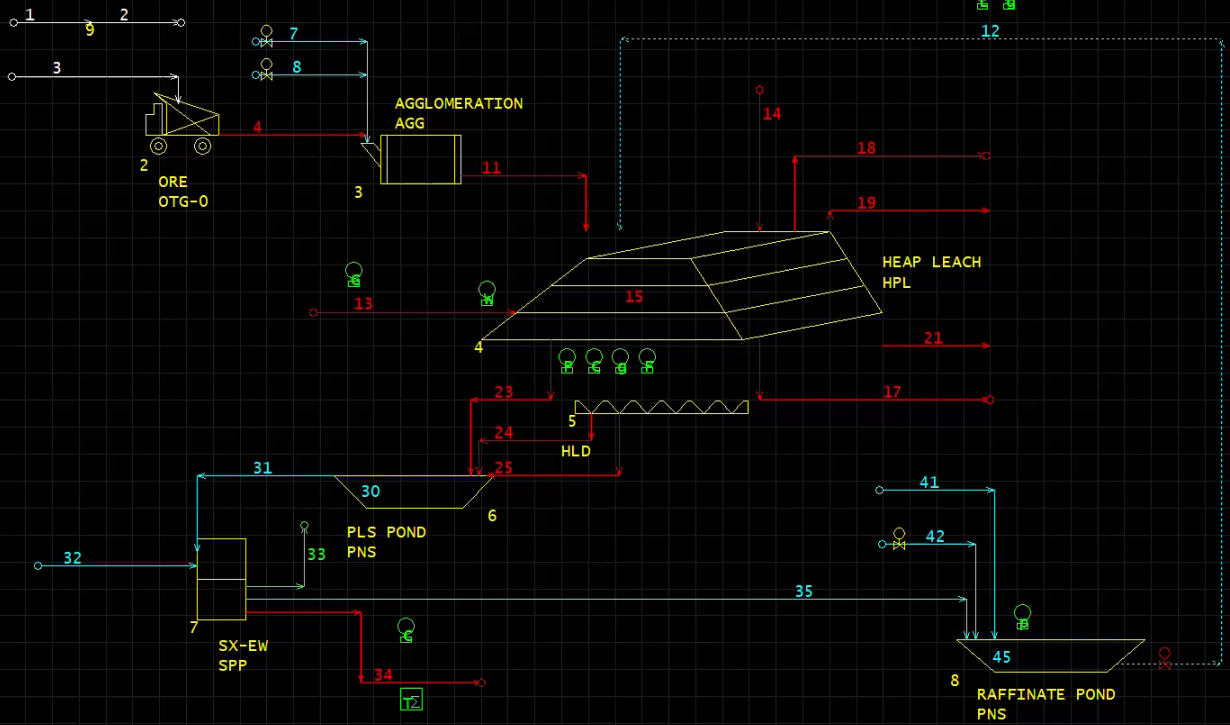 1
2
9
12
7
3
8
AGGLOMERATION
AGG
14
4
18
2
11
ORE
OTG-O
3
19
HEAP LEACH
HPL
G
W
15
13
4
21
P
C
g
F
23
17
5
24
HLD
31
25
30
41
6
PLS POND
PNS
42
33
32
35
7
C
p
SX-EW
SPP
45
34
8
TΣ
RAFFINATE POND
PNS